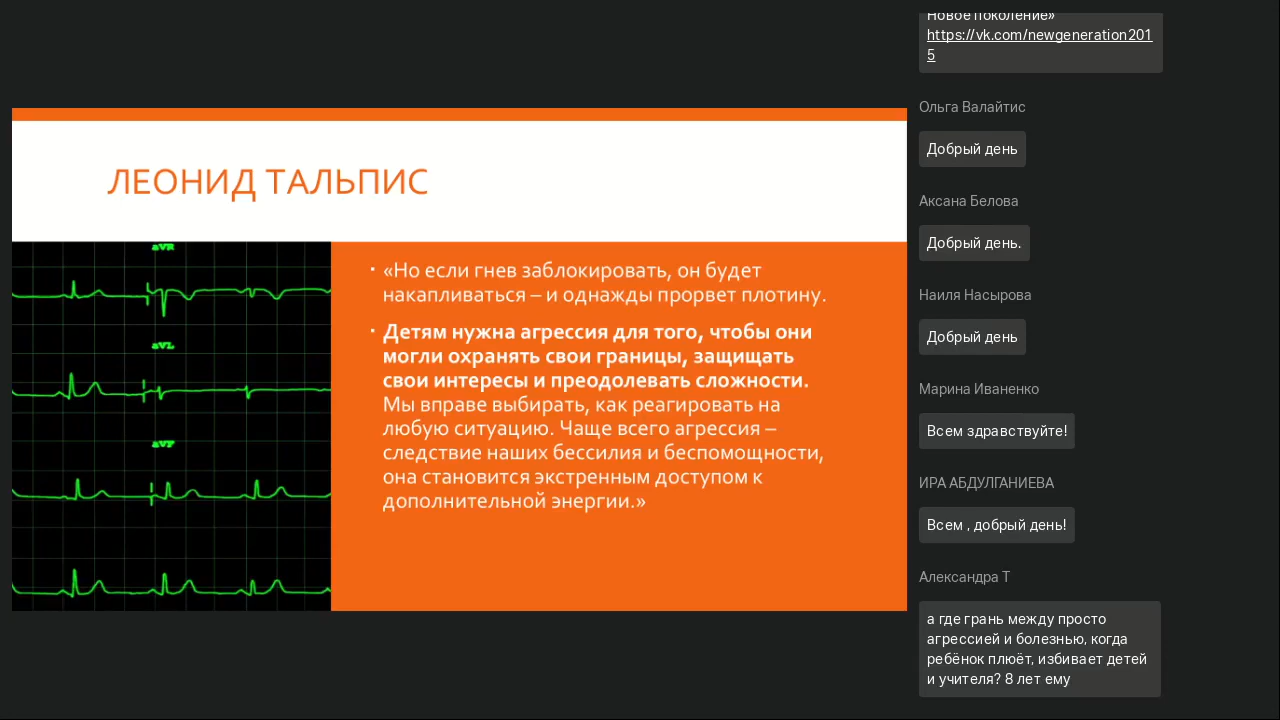 ЛЕОНИД ТАЛЬПИС
aVR
aVL
aVF
«Но если гнев заблокировать, он будет
накапливаться – и однажды прорвет плотину.
Детям нужна агрессия для того, чтобы они
могли охранять свои границы, защищать
свои интересы и преодолевать сложности.
Мы вправе выбирать, как реагировать на
любую ситуацию. Чаще всего агрессия –
следствие наших бессилия и беспомощности,
она становится экстренным доступом к
дополнительной энергии.»
Новое поколение»
https://vk.com/newgeneration201
5
Ольга Валайтис
Добрый день
Аксана Белова
Добрый день.
Наиля Насырова
Добрый день
Марина Иваненко
Всем здравствуйте!
ИРА АБДУЛГАНИЕВА
Всем , добрый день!
Александра Т
а где грань между просто
агрессией и болезнью, когда
ребёнок плюёт, избивает детей
и учителя? 8 лет ему